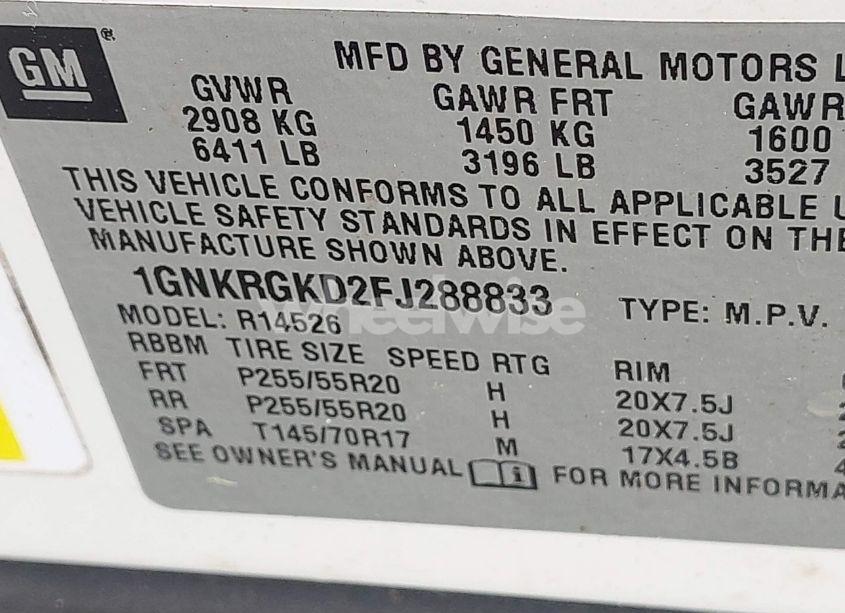 GM®
MFD BY GENERAL MOTORS L
GVWR GAWR FRT GAWR
2908 KG 1450 KG 1600
6411 LB 3196 LB 3527
THIS VEHICLE CONFORMS TO ALL APPLICABLE U
VEHICLE SAFETY STANDARDS IN EFFECT ON THE
MANUFACTURE SHOWN ABOVE.
1GNKRGKD2FJ288833 TYPE: M.P.V.
wheelwise
MODEL: R14526
RBBM TIRE SIZE SPEED RTG RIM
FRT P255/55R20 H 20X7.5J
RR P255/55R20 H 20X7.5J
SPA T145/70R17 M 17X4.5B
SEE OWNER'S MANUAL i FOR MORE INFORMA